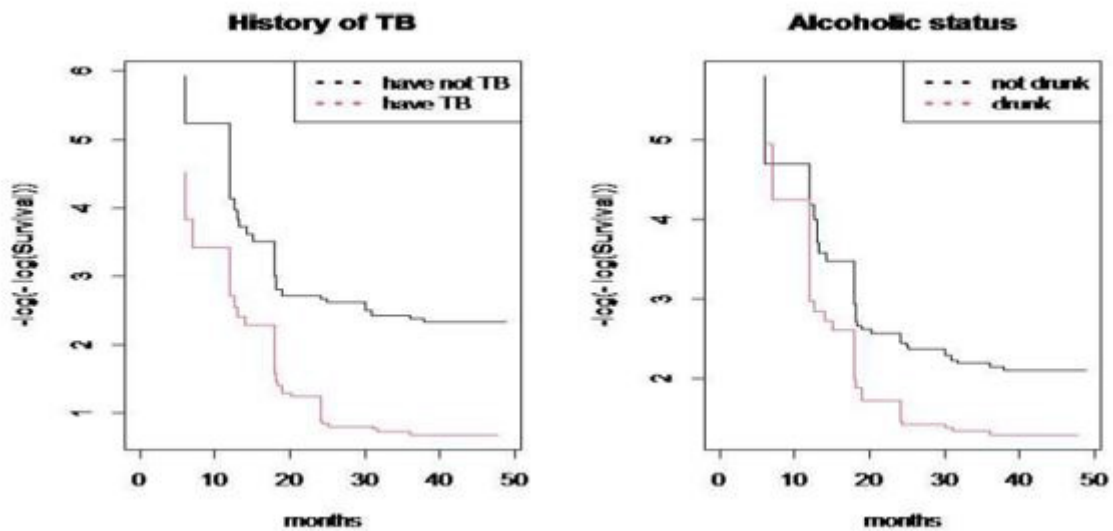 History of TB
-log(- log(Survival))
6
5
4
3
2
1
have not TB
have TB
0 10 20 30 40 50
months
Alcoholic status
-log(- log(Survival))
5
4
3
2
not drunk
drunk
0 10 20 30 40 50
months